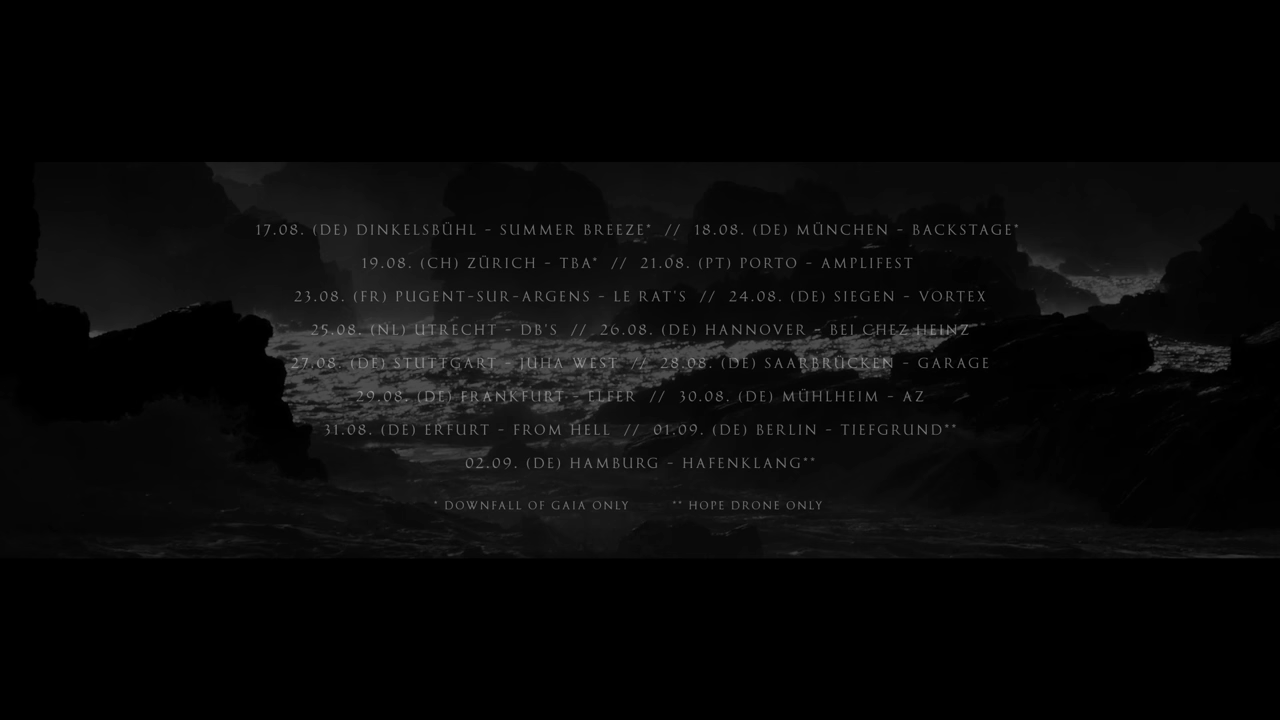 17.08. (DE) DINKELSBÜHL - SUMMER BREEZE* // 18.08. (DE) MÜNCHEN - BACKSTAGE*
19.08. (CH) ZÜRICH - TBA* // 21.08. (PT) PORTO - AMPLIFEST
23.08. (FR) PUGENT-SUR-ARGENS - LE RAT'S // 24.08. (DE) SIEGEN - VORTEX
25.08. (NL) UTRECHT - DB'S // 26.08. (DE) HANNOVER - BEI CHEZ HEINZ
27.08. (DE) STUTTGART - JUHA WEST // 28.08. (DE) SAARBRÜCKEN - GARAGE
29.08. (DE) FRANKFURT - ELFER // 30.08. (DE) MÜHLHEIM - AZ
31.08. (DE) ERFURT - FROM HELL // 01.09. (DE) BERLIN - TIEFGRUND**
02.09. (DE) HAMBURG - HAFENKLANG**
* DOWNFALL OF GAIA ONLY ** HOPE DRONE ONLY